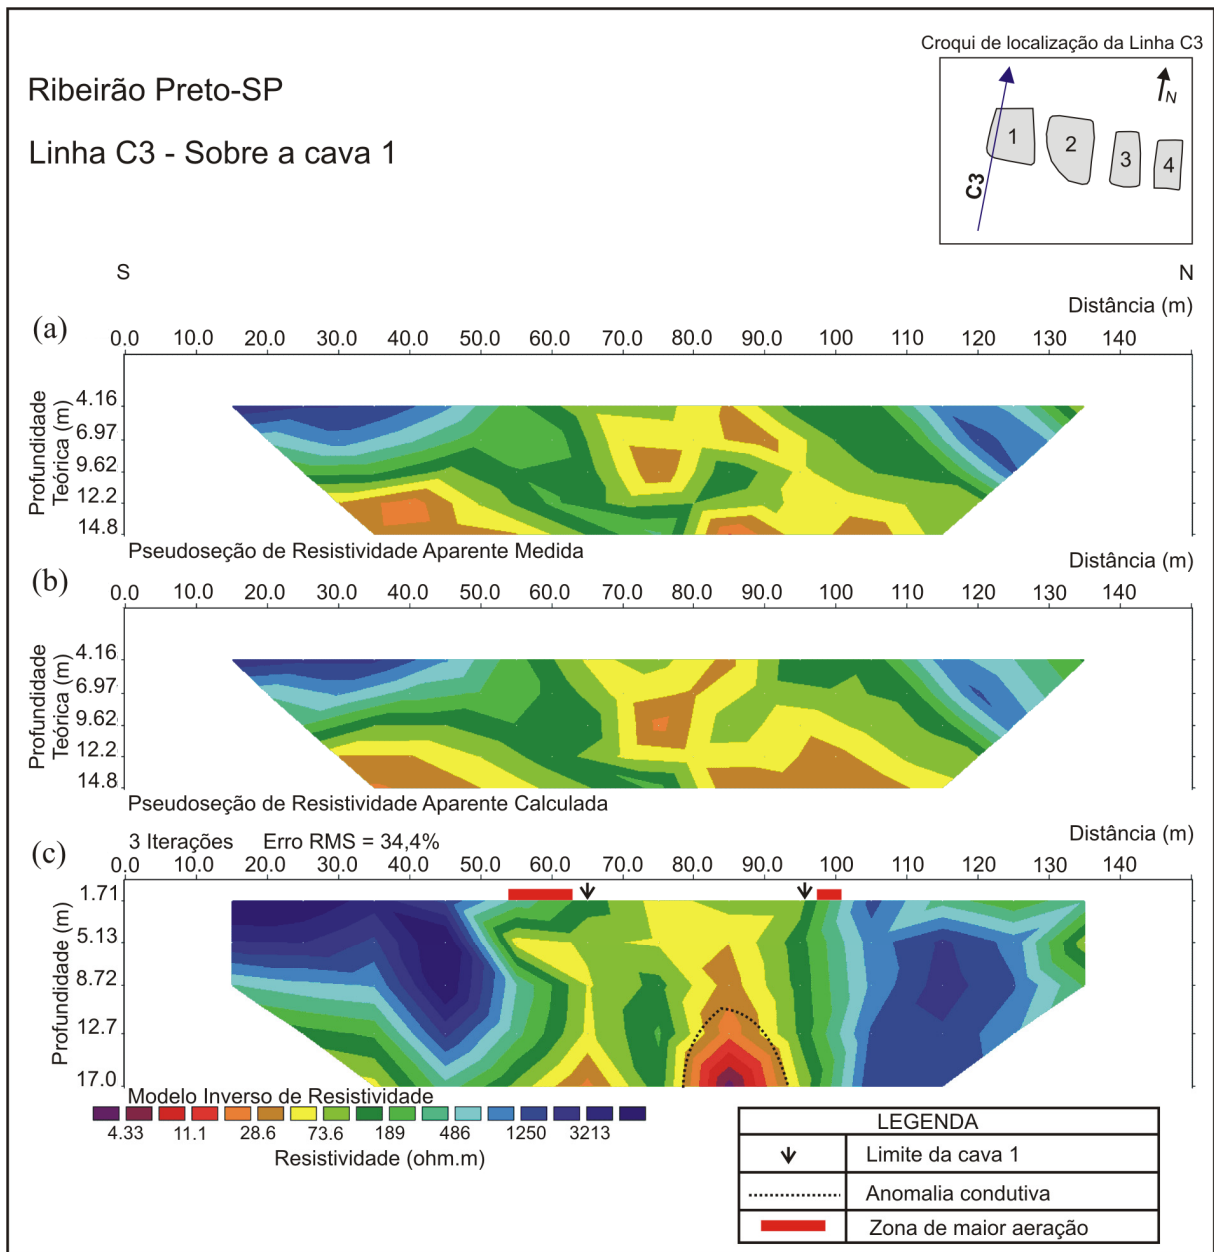 Croqui de localização da Linha C3
Ribeirão Preto-SP
Linha C3 - Sobre a cava 1
N
1
2
3
4
C3
S
N
Distância (m)
(a)
0.0 10.0 20.0 30.0 40.0 50.0 60.0 70.0 80.0 90.0 100 110 120 130 140
Profundidade
Teórica (m)
4.16
6.97
9.62
12.2
14.8
Pseudoseção de Resistividade Aparente Medida
Distância (m)
(b)
0.0 10.0 20.0 30.0 40.0 50.0 60.0 70.0 80.0 90.0 100 110 120 130 140
Profundidade
Teórica (m)
4.16
6.97
9.62
12.2
14.8
Pseudoseção de Resistividade Aparente Calculada
3 Iterações Erro RMS = 34,4%
Distância (m)
(c)
0.0 10.0 20.0 30.0 40.0 50.0 60.0 70.0 80.0 90.0 100 110 120 130 140
Profundidade (m)
1.71
5.13
8.72
12.7
17.0
Modelo Inverso de Resistividade
4.33 11.1 28.6 73.6 189 486 1250 3213
Resistividade (ohm.m)
LEGENDA
Limite da cava 1
Anomalia condutiva
Zona de maior aeração